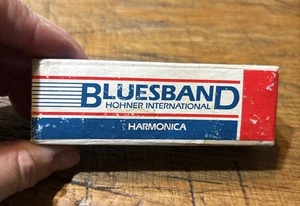 BLUESBAND
HOHNER INTERNATIONAL
HARMONICA